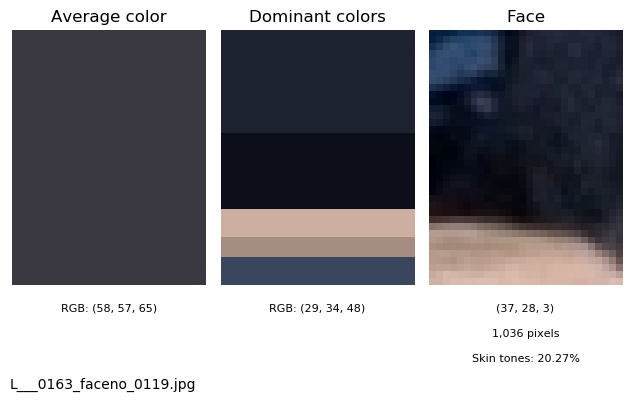 Average color
Dominant colors
Face
RGB: (58, 57, 65)
RGB: (29, 34, 48)
(37, 28, 3)
1,036 pixels
Skin tones: 20.27%
L___0163_faceno_0119.jpg